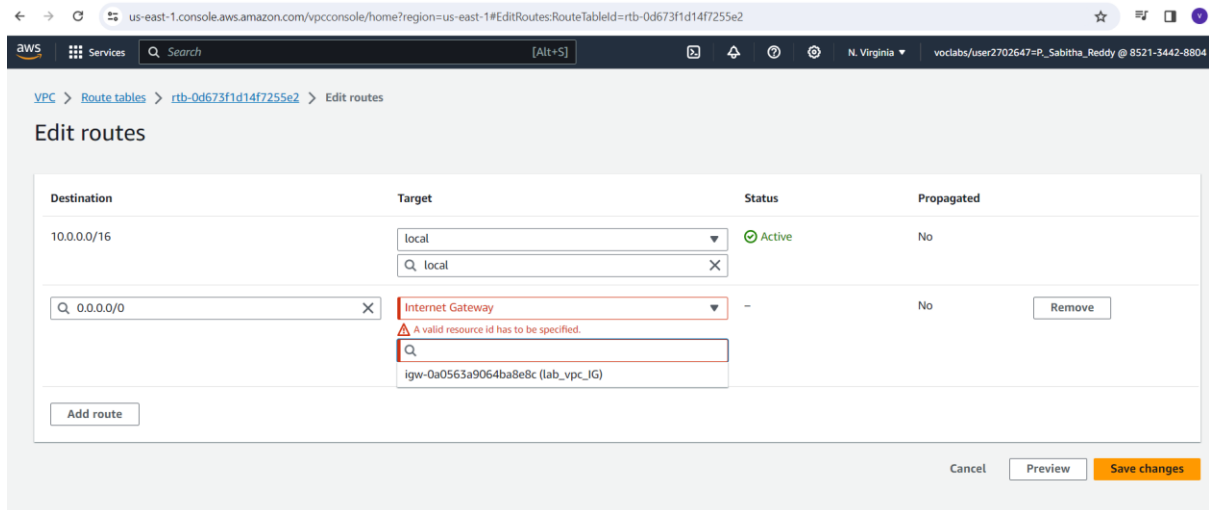 us-east-1.console.aws.amazon.com/vpcconsole/home?region=us-east-1#EditRoutes:RouteTableId=rtb-0d673f1d14f7255e2
V
aws Services Search [Alt+S] N. Virginia voclabs/user2702647=P._Sabitha_Reddy @ 8521-3442-8804
VPC > Route tables > rtb-0d673f1d14f7255e2 > Edit routes
Edit routes
Destination Target Status Propagated
10.0.0.0/16 local Active No
local
0.0.0.0/0 Internet Gateway – No Remove
A valid resource id has to be specified.
igw-0a0563a9064ba8e8c (lab_vpc_IG)
Add route
Cancel Preview Save changes